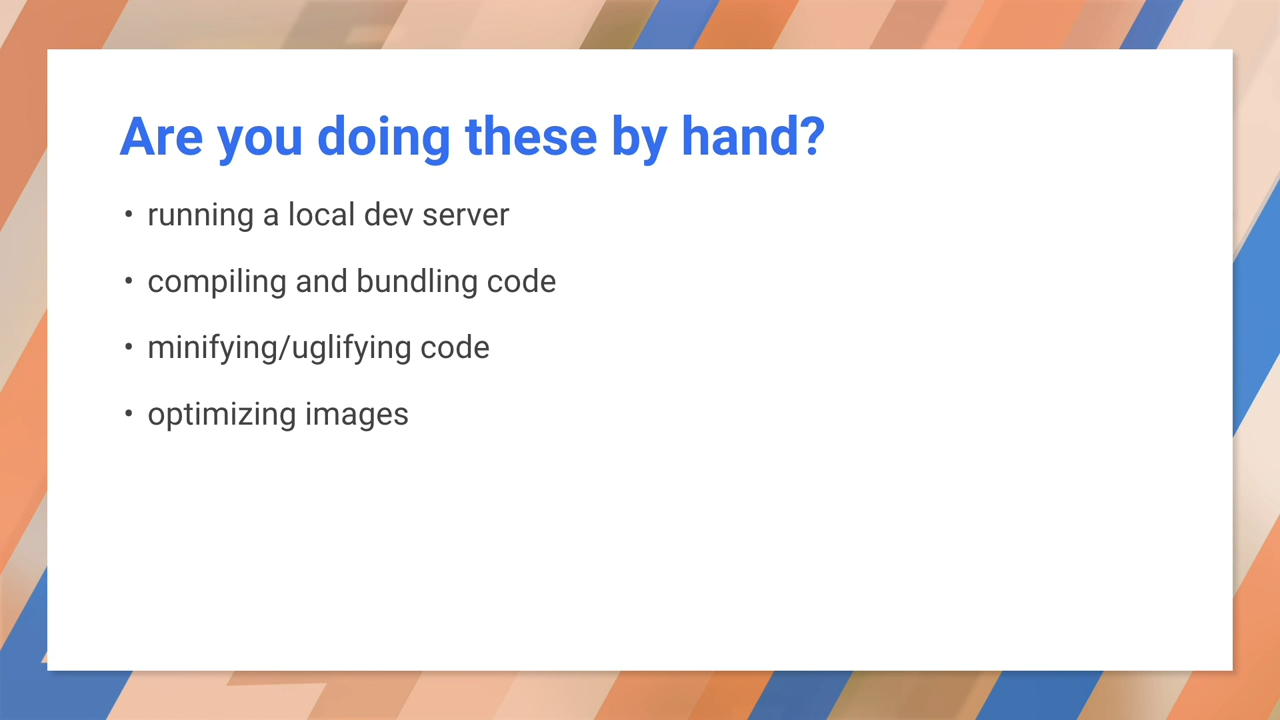 Are you doing these by hand?
• running a local dev server
• compiling and bundling code
• minifying/uglifying code
• optimizing images